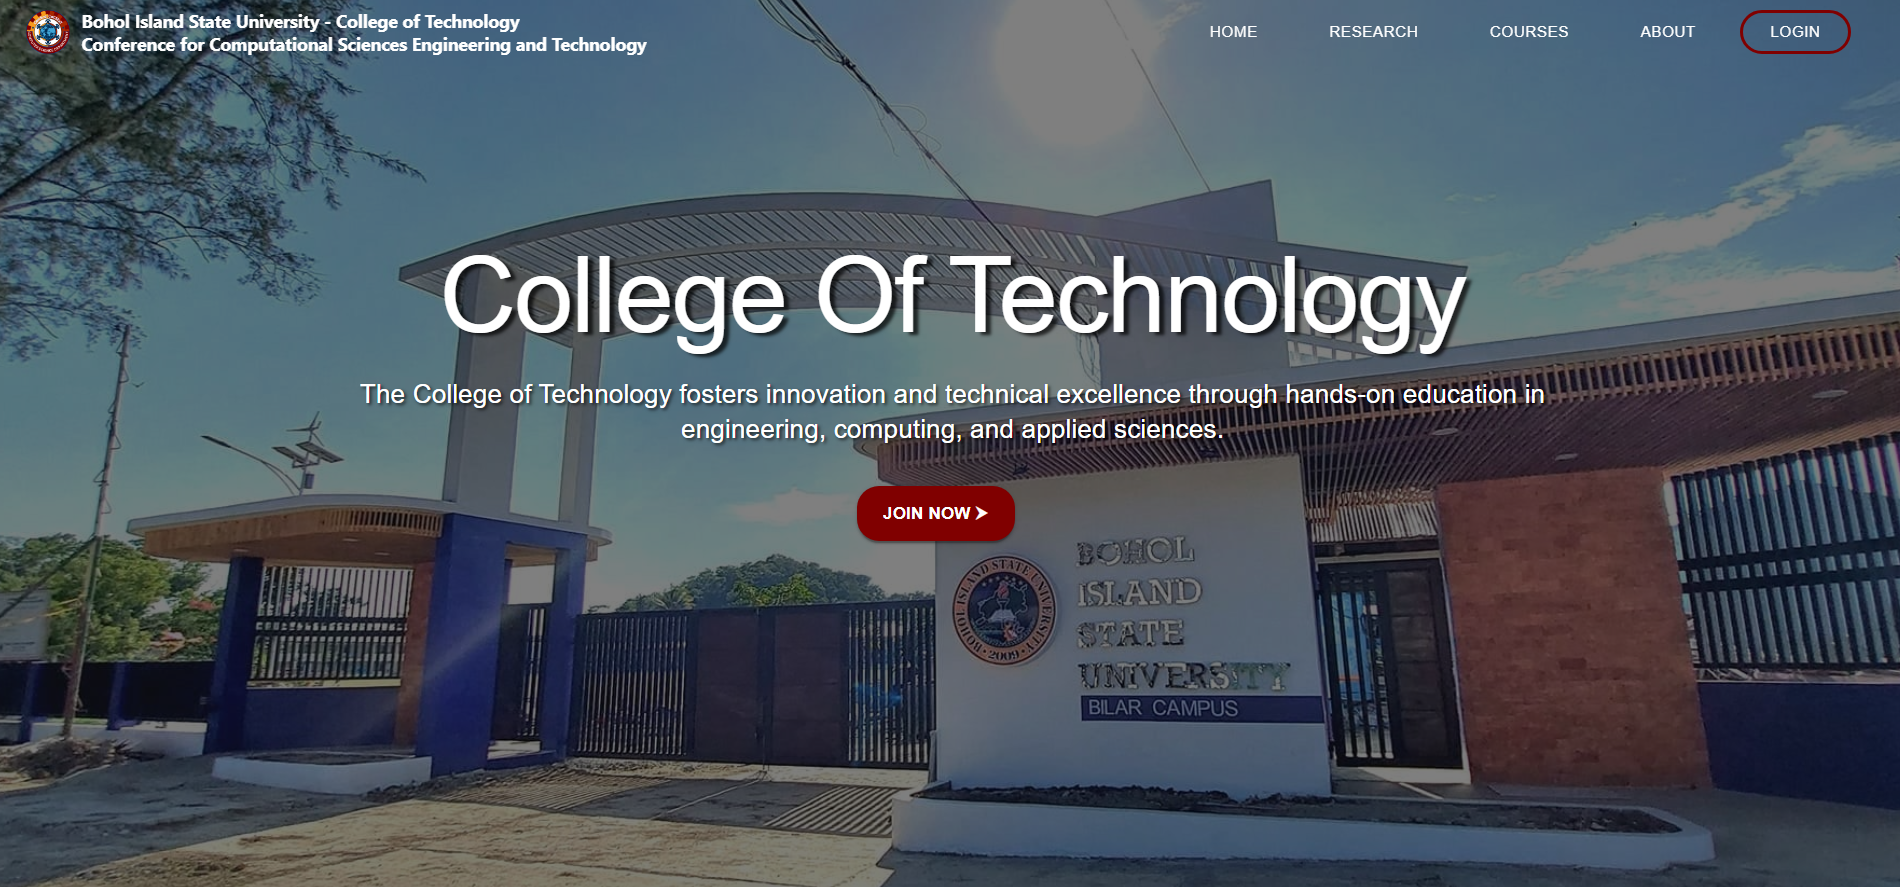 Bohol Island State University - College of Technology
Conference for Computational Sciences Engineering and Technology
HOME
RESEARCH
COURSES
ABOUT
LOGIN
College Of Technology
The College of Technology fosters innovation and technical excellence through hands-on education in
engineering, computing, and applied sciences.
JOIN NOW ➤
BOHOL ISLAND STATE UNIVERSITY
2009
BOHOL
ISLAND
STATE
UNIVERSITY
BILAR CAMPUS